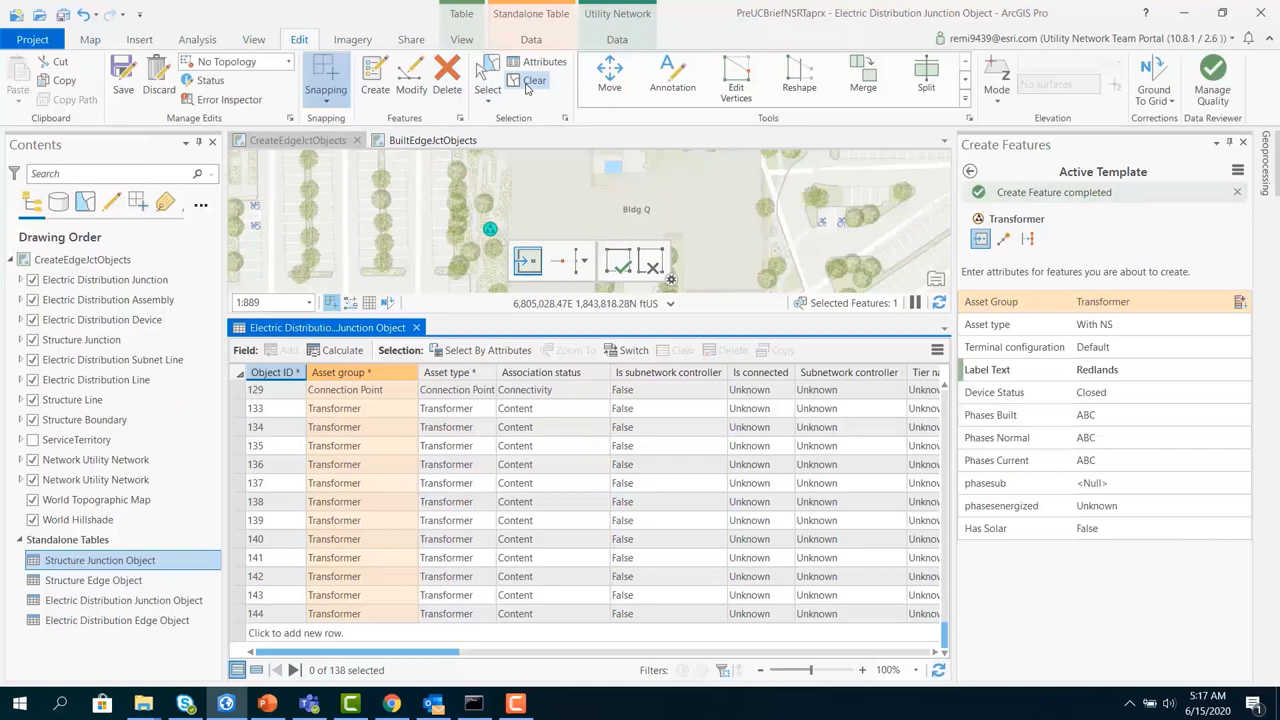 Table
Standalone Table
Utility Network
PreUCBriefNSRTaprx - Electric Distribution Junction Object - ArcGIS Pro
?
Project
Map
Insert
Analysis
View
Edit
Imagery
Share
View
Data
Data
remi9439@esri.com (Utility Network Team Portal (10.8.1 / 2.6 ))
Paste
Cut
Copy
Copy Path
Clipboard
Save
Discard
No Topology
Status
Error Inspector
Manage Edits
Snapping
Snapping
Create
Modify
Delete
Features
Select
Attributes
Clear
Selection
Move
Annotation
Edit
Vertices
Reshape
Merge
Split
Tools
Mode
No surfaces
Elevation
Ground
To Grid
Corrections
Manage
Quality
Data Reviewer
Contents
Search
Drawing Order
CreateEdgeJctObjects
Electric Distribution Junction
Electric Distribution Assembly
Electric Distribution Device
Structure Junction
Electric Distribution Subnet Line
Electric Distribution Line
Structure Line
Structure Boundary
ServiceTerritory
Network Utility Network
Network Utility Network
World Topographic Map
World Hillshade
Standalone Tables
Structure Junction Object
Structure Edge Object
Electric Distribution Junction Object
Electric Distribution Edge Object
CreateEdgeJctObjects
BuiltEdgeJctObjects
Bldg Q
1:889
6,805,028.47E 1,843,818.28N ftUS
Selected Features: 1
Electric Distributio...Junction Object
Field:
Add
Calculate
Selection:
Select By Attributes
Zoom To
Switch
Clear
Delete
Copy
Object ID * Asset group * Asset type * Association status Is subnetwork controller Is connected Subnetwork controller Tier na
129 Connection Point Connection Point Connectivity False Unknown Unknown Unknov
133 Transformer Transformer Content False Unknown Unknown Unknov
134 Transformer Transformer Content False Unknown Unknown Unknov
135 Transformer Transformer Content False Unknown Unknown Unknov
136 Transformer Transformer Content False Unknown Unknown Unknov
137 Transformer Transformer Content False Unknown Unknown Unknov
138 Transformer Transformer Content False Unknown Unknown Unknov
139 Transformer Transformer Content False Unknown Unknown Unknov
140 Transformer Transformer Content False Unknown Unknown Unknov
141 Transformer Transformer Content False Unknown Unknown Unknov
142 Transformer Transformer Content False Unknown Unknown Unknov
143 Transformer Transformer Content False Unknown Unknown Unknov
144 Transformer Transformer Content False Unknown Unknown Unknov
Click to add new row.
0 of 138 selected
Filters:
100%
Create Features
Active Template
Create Feature completed
Transformer
Enter attributes for features you are about to create.
Asset Group Transformer
Asset type With NS
Terminal configuration Default
Label Text Redlands
Device Status Closed
Phases Built ABC
Phases Normal ABC
Phases Current ABC
phasesub <Null>
phasesenergized Unknown
Has Solar False
Geoprocessing
5:17 AM
6/15/2020